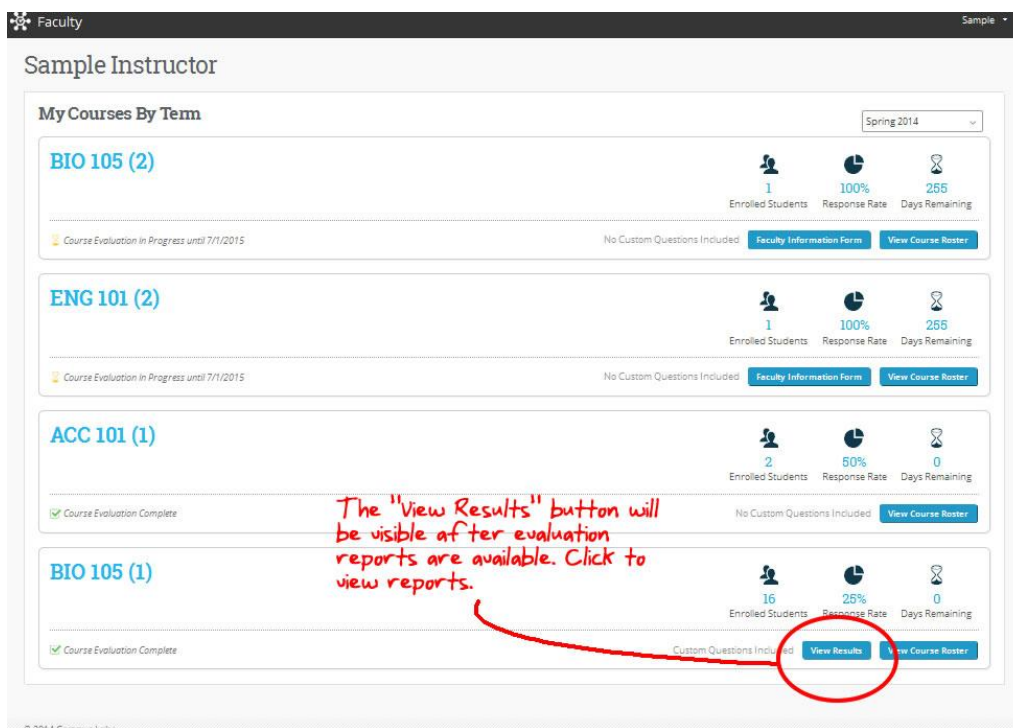 Faculty
Sample
Sample Instructor
My Courses By Term
Spring 2014
BIO 105 (2)
1
100%
255
Enrolled Students
Response Rate
Days Remaining
Course Evaluation In Progress until 7/1/2015
No Custom Questions Included
Faculty Information Form
View Course Roster
ENG 101 (2)
1
100%
255
Enrolled Students
Response Rate
Days Remaining
Course Evaluation In Progress until 7/1/2015
No Custom Questions Included
Faculty Information Form
View Course Roster
ACC 101 (1)
2
50%
0
Enrolled Students
Response Rate
Days Remaining
Course Evaluation Complete
No Custom Questions Included
View Course Roster
The "View Results" button will
be visible after evaluation
reports are available. Click to
view reports.
BIO 105 (1)
16
25%
0
Enrolled Students
Response Rate
Days Remaining
Course Evaluation Complete
Custom Questions Included
View Results
View Course Roster